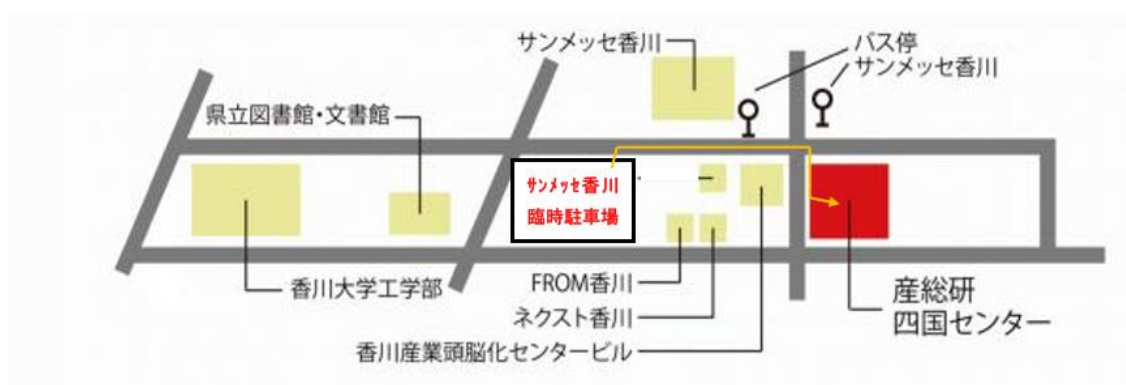 サンメッセ香川
バス停
サンメッセ香川
県立図書館・文書館
ｻﾝﾒｯｾ香川
臨時駐車場
香川大学工学部
FROM香川
ネクスト香川
香川産業頭脳化センタービル
産総研
四国センター